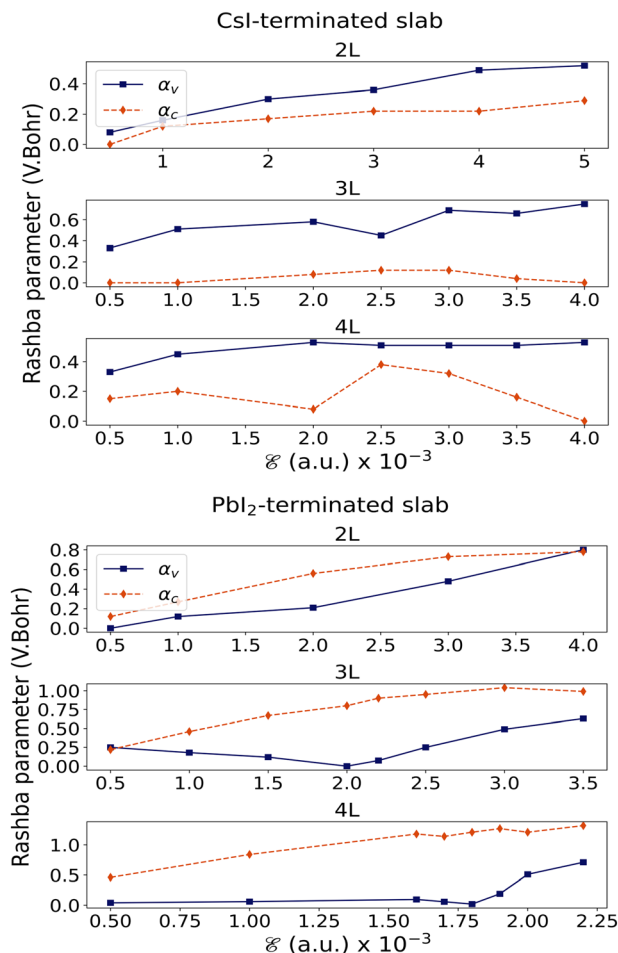 CsI-terminated slab
Rashba parameter (V.Bohr)
2L
α_v
α_c
0.4
0.2
0.0
1 2 3 4 5
3L
0.6
0.4
0.2
0.0
0.5 1.0 1.5 2.0 2.5 3.0 3.5 4.0
4L
0.4
0.2
0.0
0.5 1.0 1.5 2.0 2.5 3.0 3.5 4.0
ℰ (a.u.) x 10⁻³
PbI₂-terminated slab
Rashba parameter (V.Bohr)
2L
α_v
α_c
0.8
0.6
0.4
0.2
0.0
0.5 1.0 1.5 2.0 2.5 3.0 3.5 4.0
3L
1.00
0.75
0.50
0.25
0.00
0.5 1.0 1.5 2.0 2.5 3.0 3.5
4L
1.0
0.5
0.0
0.50 0.75 1.00 1.25 1.50 1.75 2.00 2.25
ℰ (a.u.) x 10⁻³